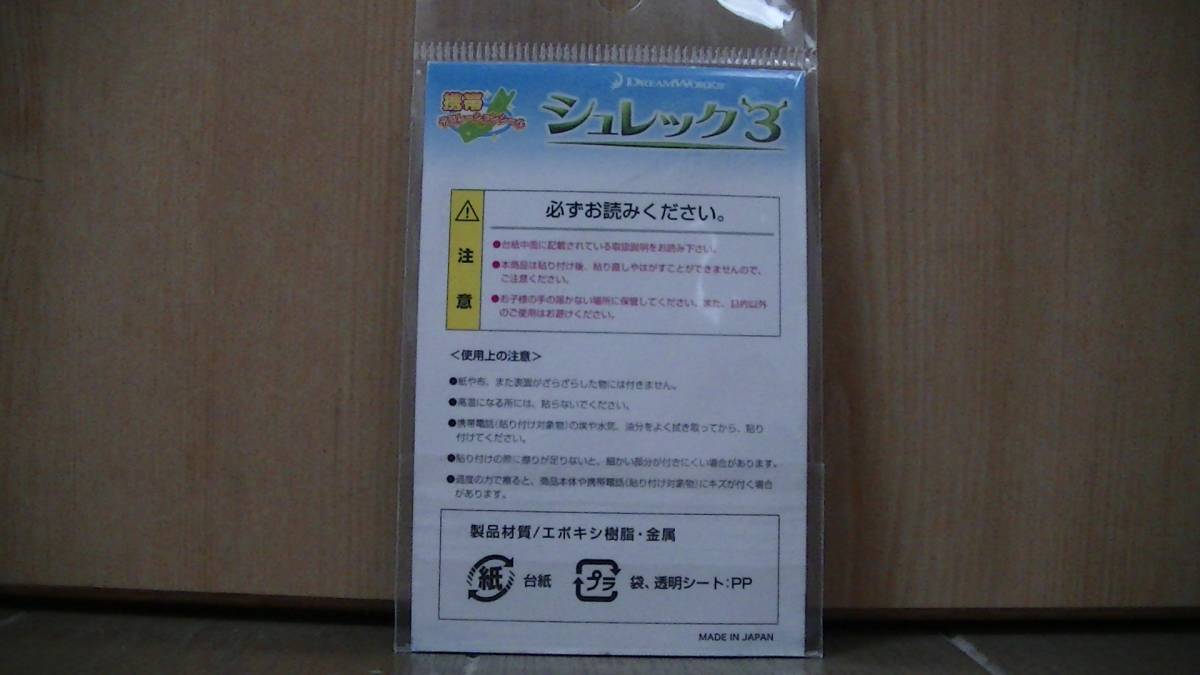 DREAMWORKS
携帯
デコレーションシール
シュレック3
必ずお読みください。
注意
●台紙中面に記載されている取扱説明をお読み下さい。
●本商品は貼り付け後、貼り直しやはがすことができませんので、
ご注意ください。
●お子様の手の届かない場所に保管してください。また、目的以外
のご使用はお避けください。
＜使用上の注意＞
●紙や布、また表面がざらざらした物には付きません。
●高温になる所には、貼らないでください。
●携帯電話(貼り付け対象物)の埃や水気、油分をよく拭き取ってから、貼り
付けてください。
●貼り付けの際に擦りが足りないと、細かい部分が付きにくい場合があります。
●過度の力で擦ると、商品本体や携帯電話(貼り付け対象物)にキズが付く場合
があります。
製品材質/エポキシ樹脂・金属
紙 台紙 プラ 袋、透明シート:PP
MADE IN JAPAN